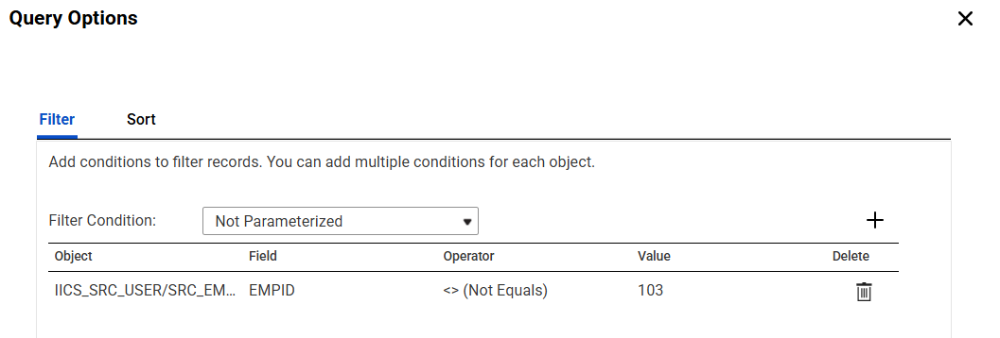 Query Options
Filter Sort
Add conditions to filter records. You can add multiple conditions for each object.
Filter Condition: Not Parameterized
Object Field Operator Value Delete
IICS_SRC_USER/SRC_EM... EMPID <> (Not Equals) 103